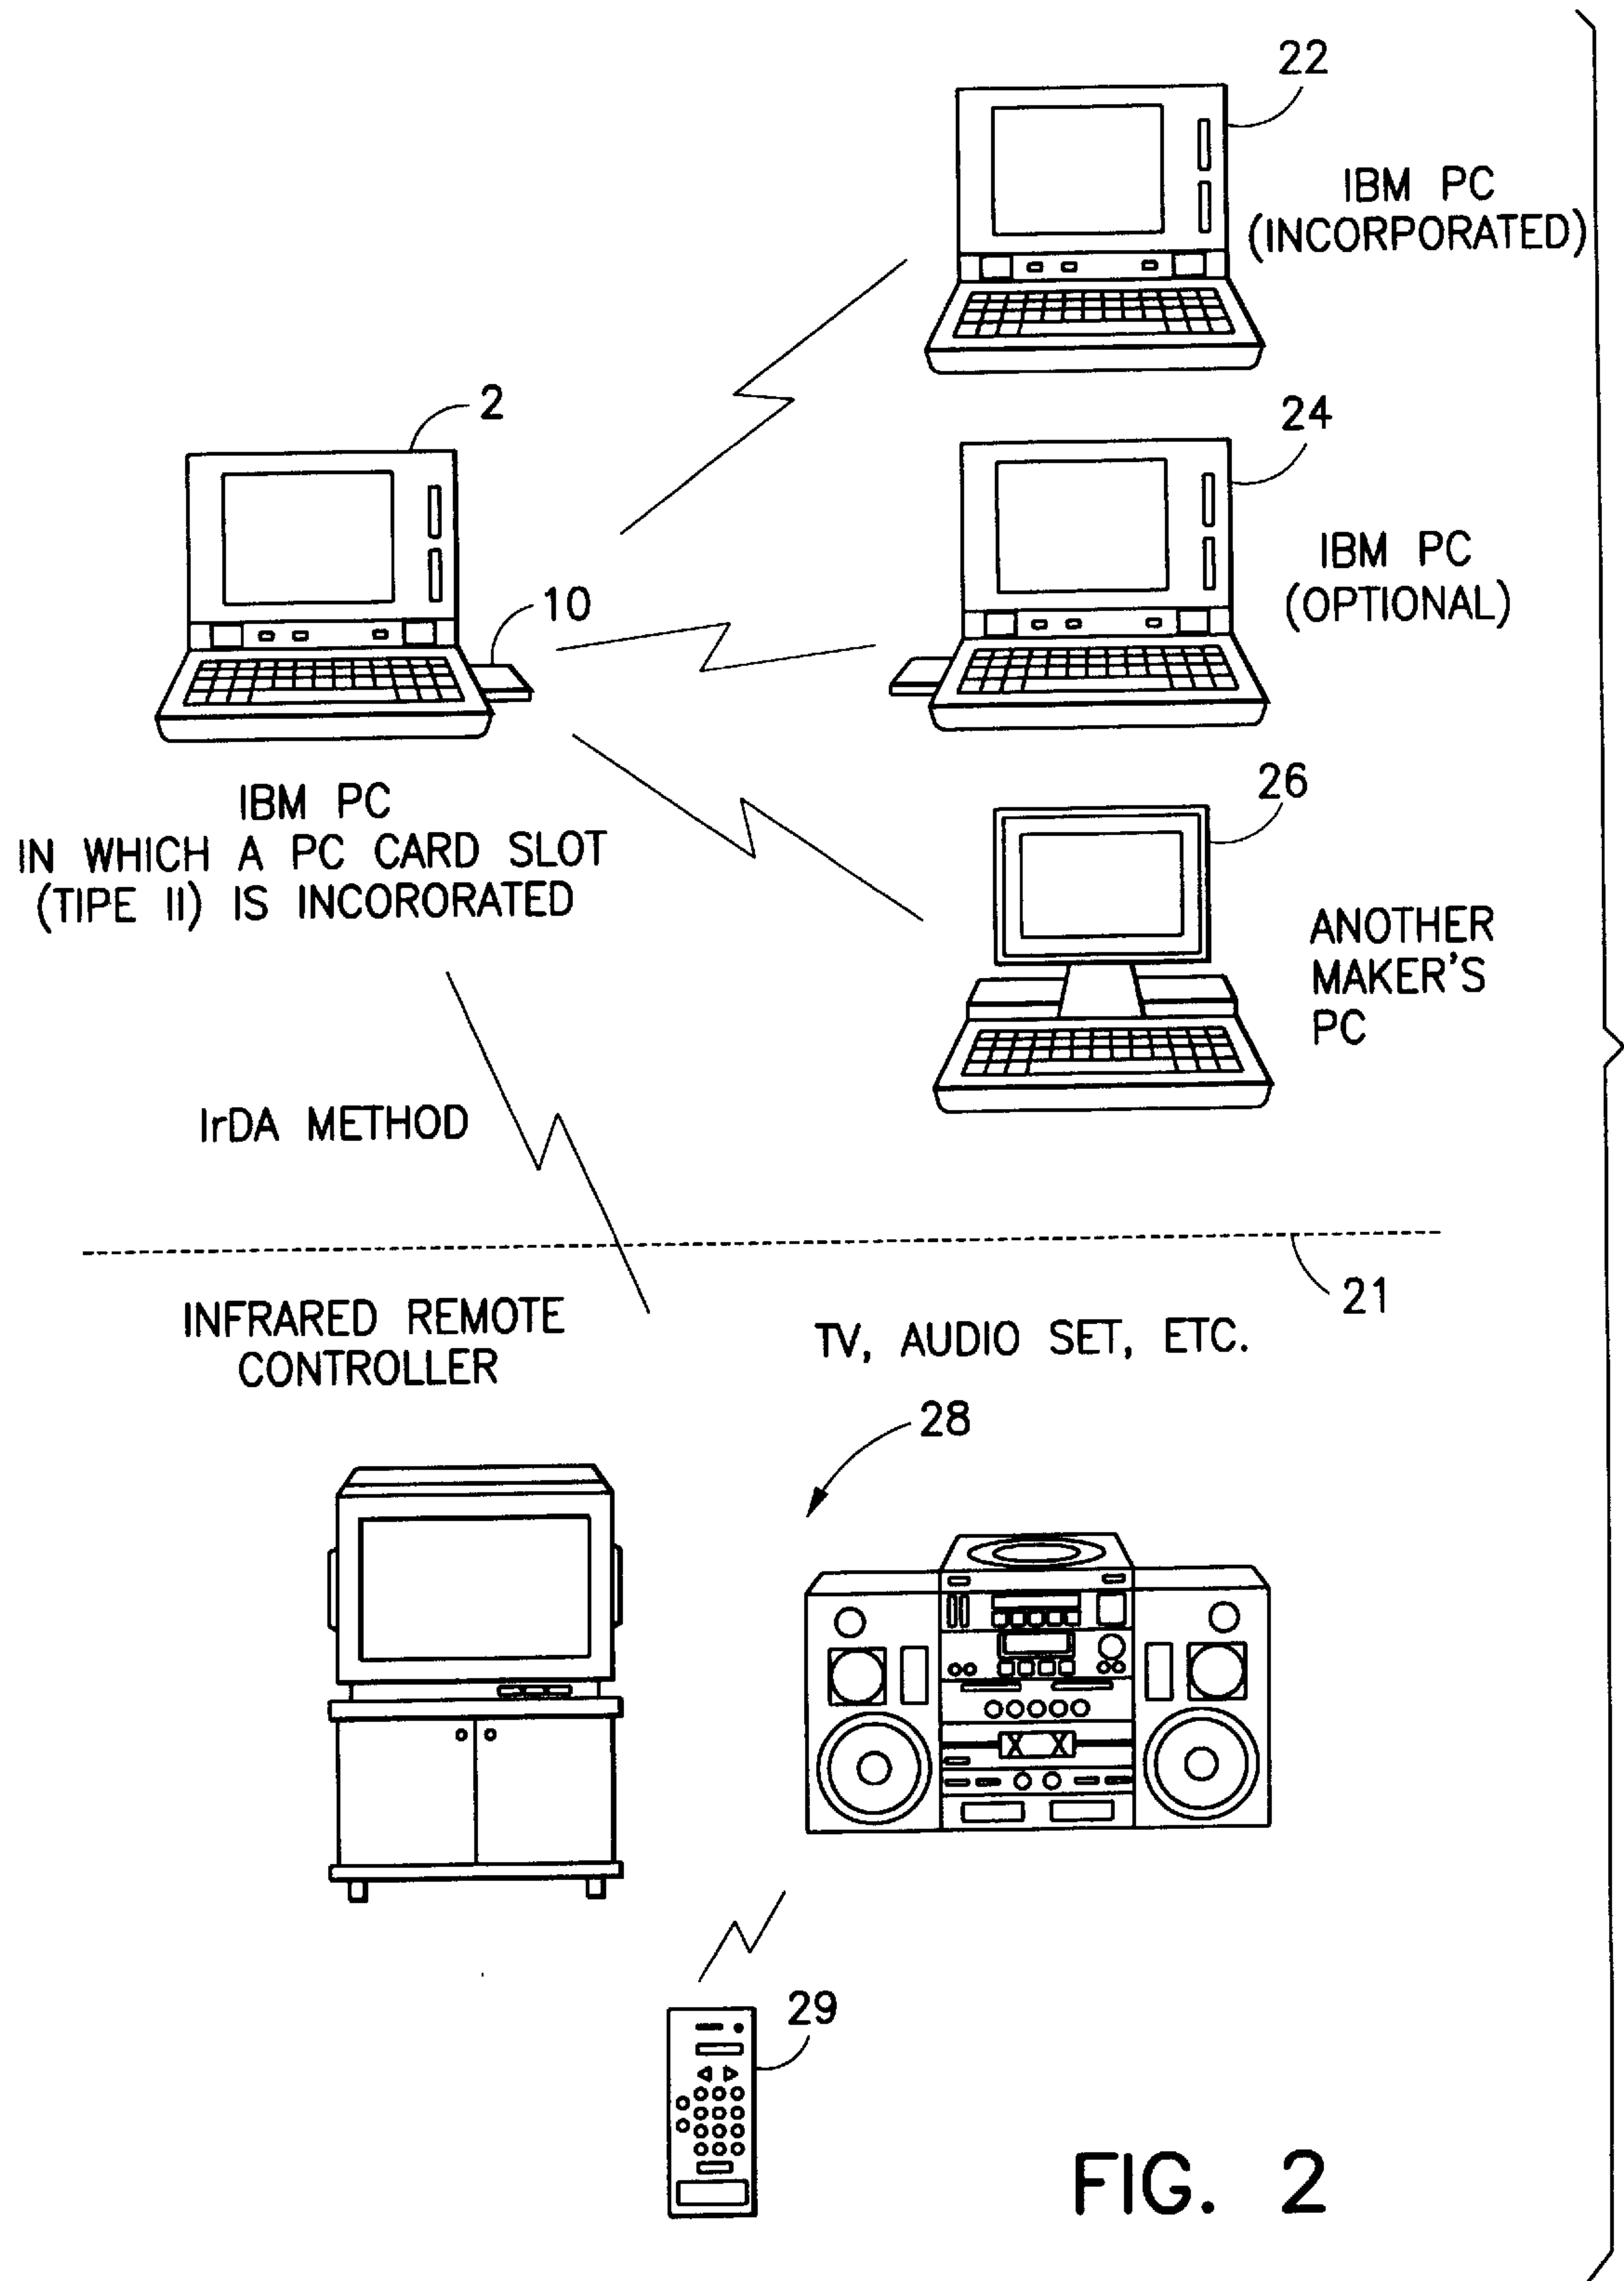 22
IBM PC
(INCORPORATED)
2
24
IBM PC
(OPTIONAL)
10
26
IBM PC
IN WHICH A PC CARD SLOT
(TIPE II) IS INCORORATED
ANOTHER
MAKER'S
PC
IrDA METHOD
21
INFRARED REMOTE
CONTROLLER
TV, AUDIO SET, ETC.
28
29
FIG. 2